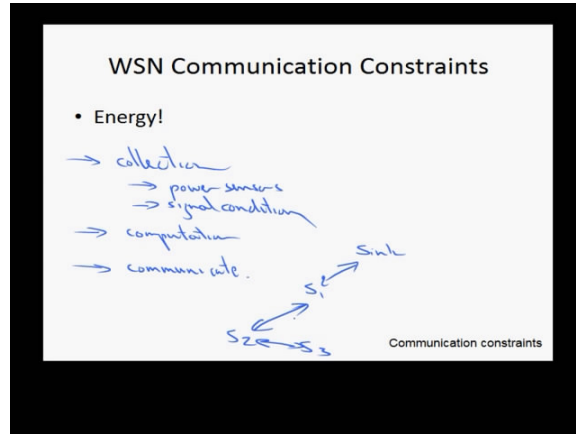 WSN Communication Constraints
• Energy!
→ collection
→ power sensors
→ signal condition
→ computation
→ communicate.
Sink
S1
S2 S3
Communication constraints